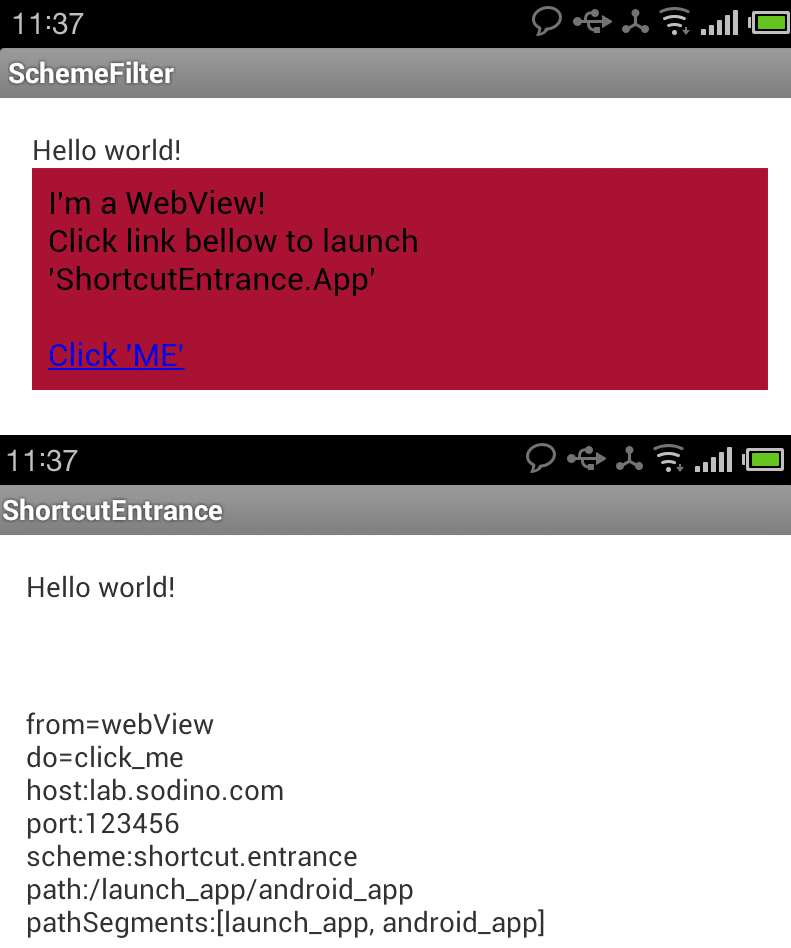 11:37
SchemeFilter
Hello world!
I'm a WebView!
Click link bellow to launch
'ShortcutEntrance.App'
Click 'ME'
11:37
ShortcutEntrance
Hello world!
from=webView
do=click_me
host:lab.sodino.com
port:123456
scheme:shortcut.entrance
path:/launch_app/android_app
pathSegments:[launch_app, android_app]